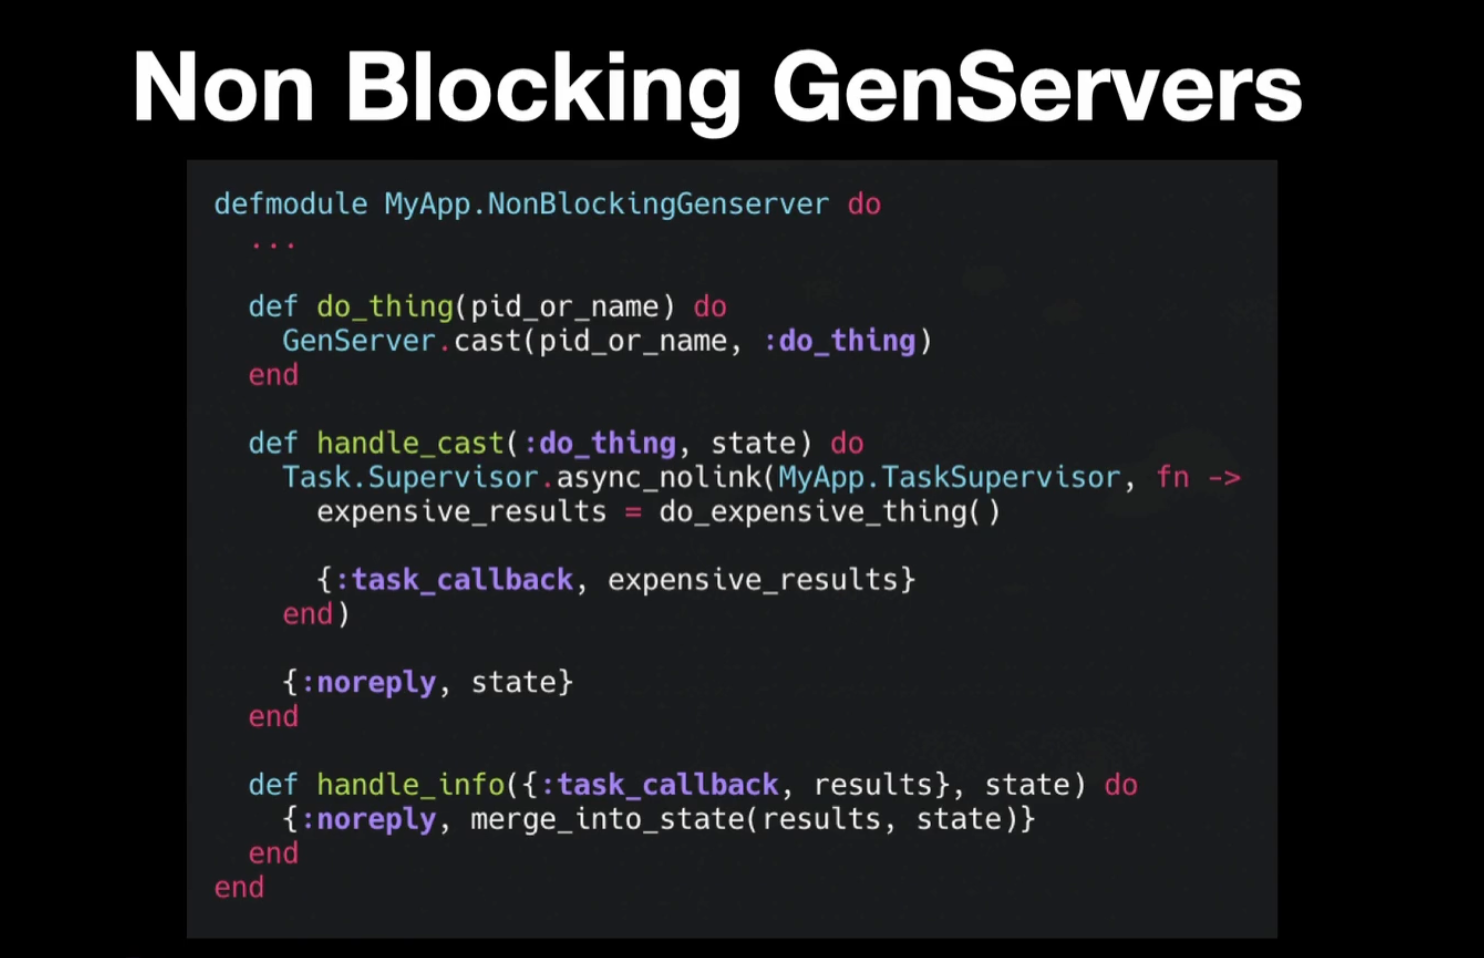 Non Blocking GenServers
defmodule MyApp.NonBlockingGenserver do
...
def do_thing(pid_or_name) do
GenServer.cast(pid_or_name, :do_thing)
end
def handle_cast(:do_thing, state) do
Task.Supervisor.async_nolink(MyApp.TaskSupervisor, fn ->
expensive_results = do_expensive_thing()
{:task_callback, expensive_results}
end)
{:noreply, state}
end
def handle_info({:task_callback, results}, state) do
{:noreply, merge_into_state(results, state)}
end
end